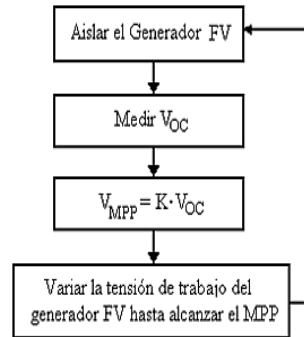 Aislar el Generador FV
Medir V_OC
V_MPP = K· V_OC
Variar la tensión de trabajo del
generador FV hasta alcanzar el MPP